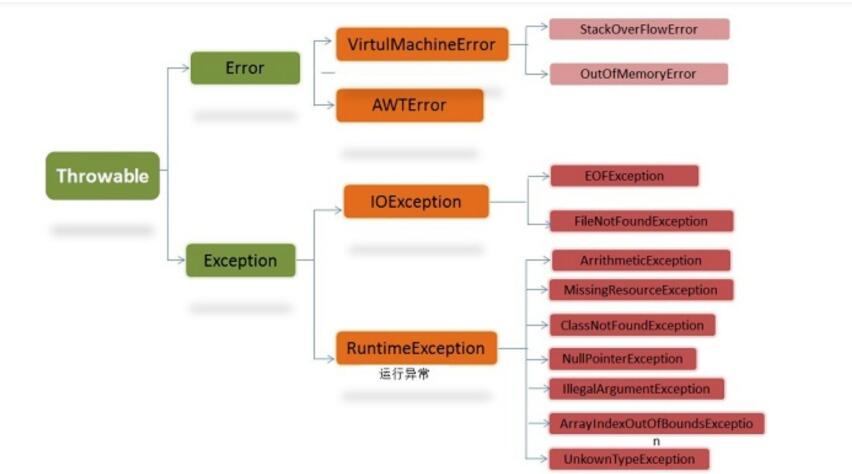 Throwable
Error
VirtulMachineError
StackOverFlowError
OutOfMemoryError
AWTError
Exception
IOException
EOFException
FileNotFoundException
RuntimeException
运行异常
ArrithmeticException
MissingResourceException
ClassNotFoundException
NullPointerException
IllegalArgumentException
ArrayIndexOutOfBoundsExceptio
n
UnkownTypeException